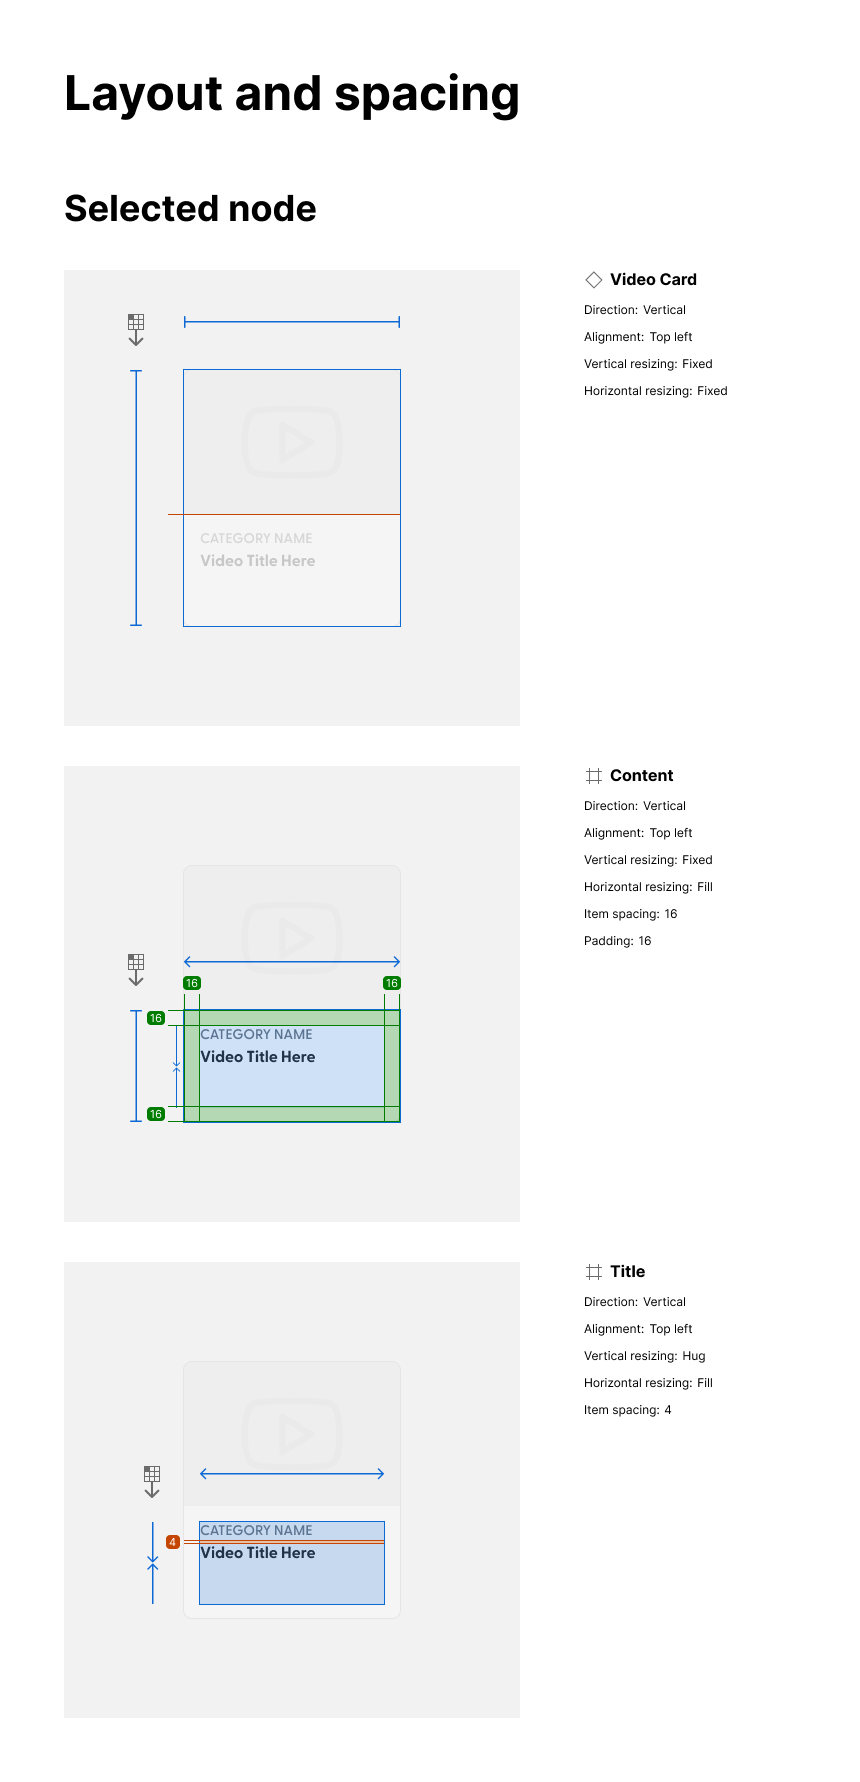 Layout and spacing
Selected node
Video Card
Direction: Vertical
Alignment: Top left
Vertical resizing: Fixed
Horizontal resizing: Fixed
CATEGORY NAME
Video Title Here
Content
Direction: Vertical
Alignment: Top left
Vertical resizing: Fixed
Horizontal resizing: Fill
Item spacing: 16
Padding: 16
16 16
16
CATEGORY NAME
Video Title Here
16
Title
Direction: Vertical
Alignment: Top left
Vertical resizing: Hug
Horizontal resizing: Fill
Item spacing: 4
CATEGORY NAME
4
Video Title Here